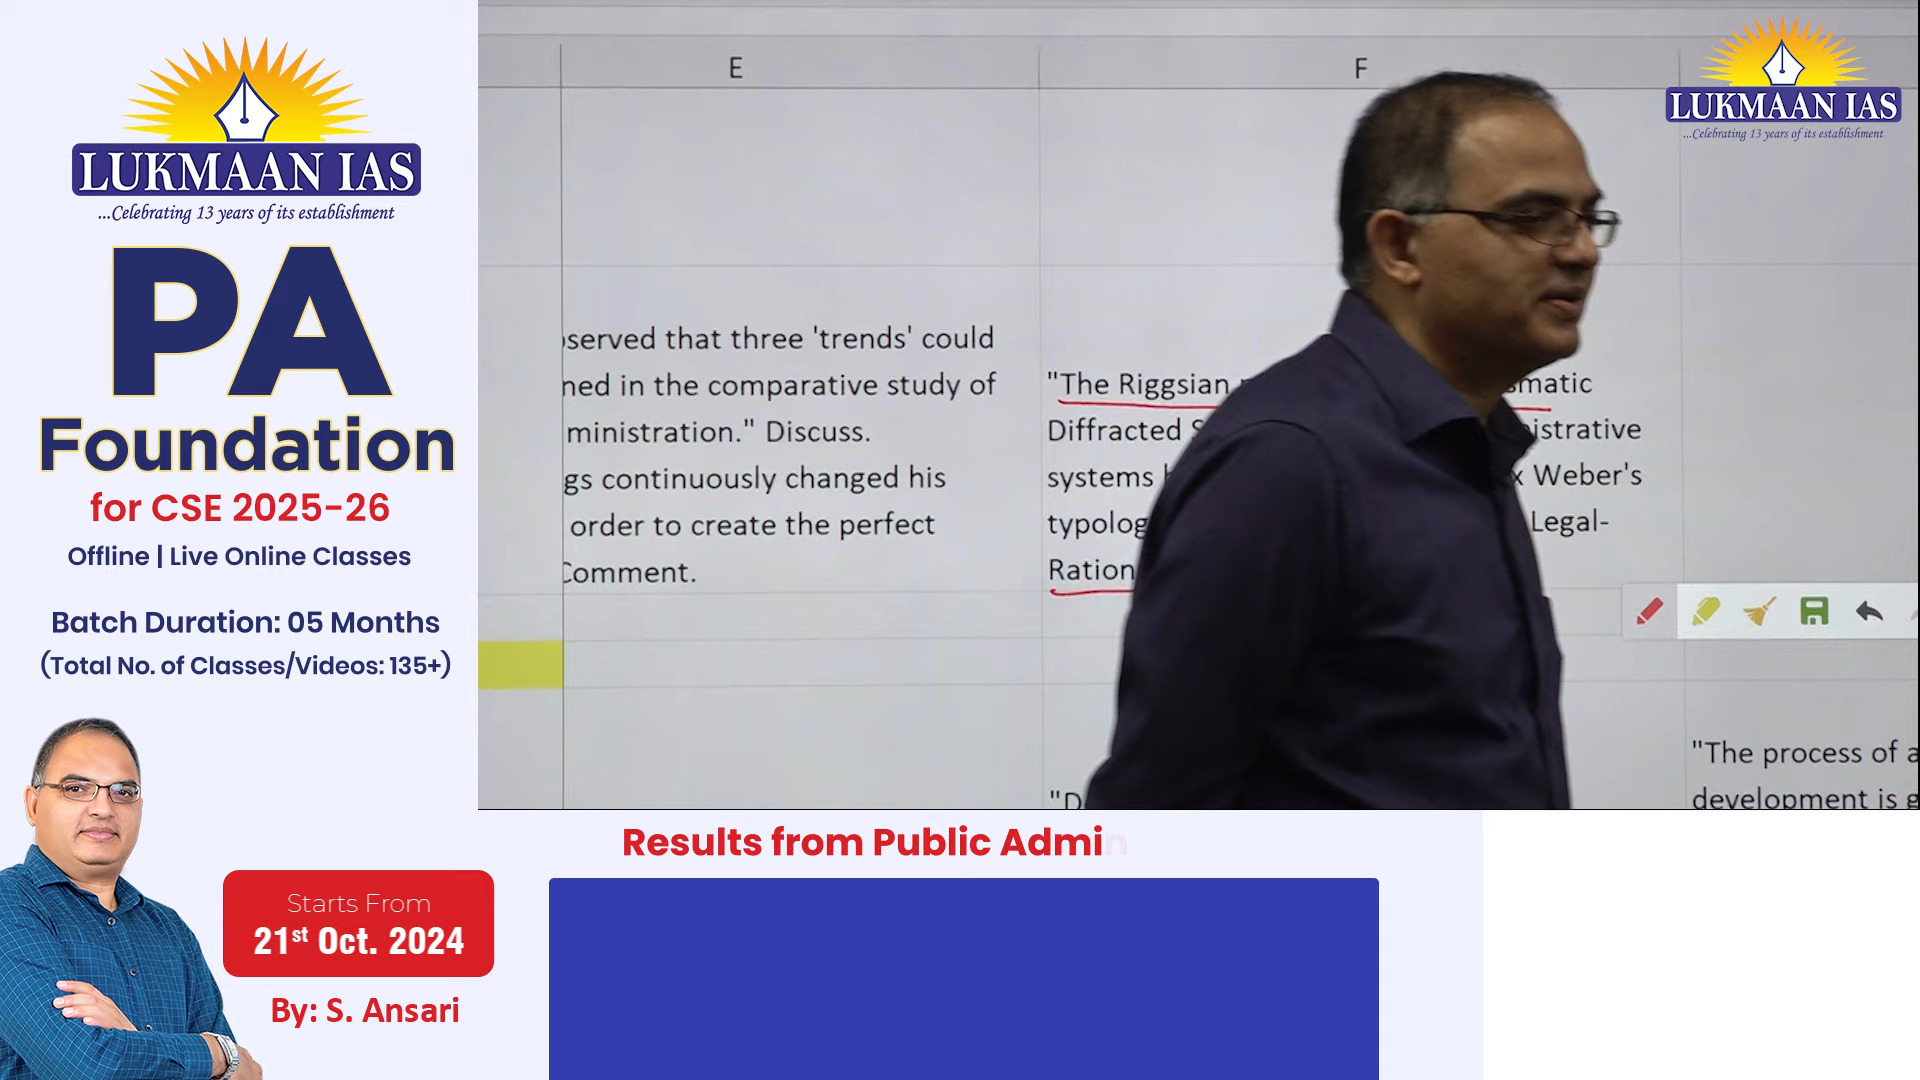 LUKMAAN IAS
...Celebrating 13 years of its establishment
PA
Foundation
for CSE 2025-26
Offline | Live Online Classes
Batch Duration: 05 Months
(Total No. of Classes/Videos: 135+)
Starts From
21st Oct. 2024
By: S. Ansari
E
F
LUKMAAN IAS
...Celebrating 13 years of its establishment
served that three 'trends' could
ned in the comparative study of
ministration." Discuss.
gs continuously changed his
order to create the perfect
Comment.
"The Riggsian smatic
Diffracted S istrative
systems x Weber's
typolog Legal-
Ration
"D
"The process of a
development is g
Results from Public Admin